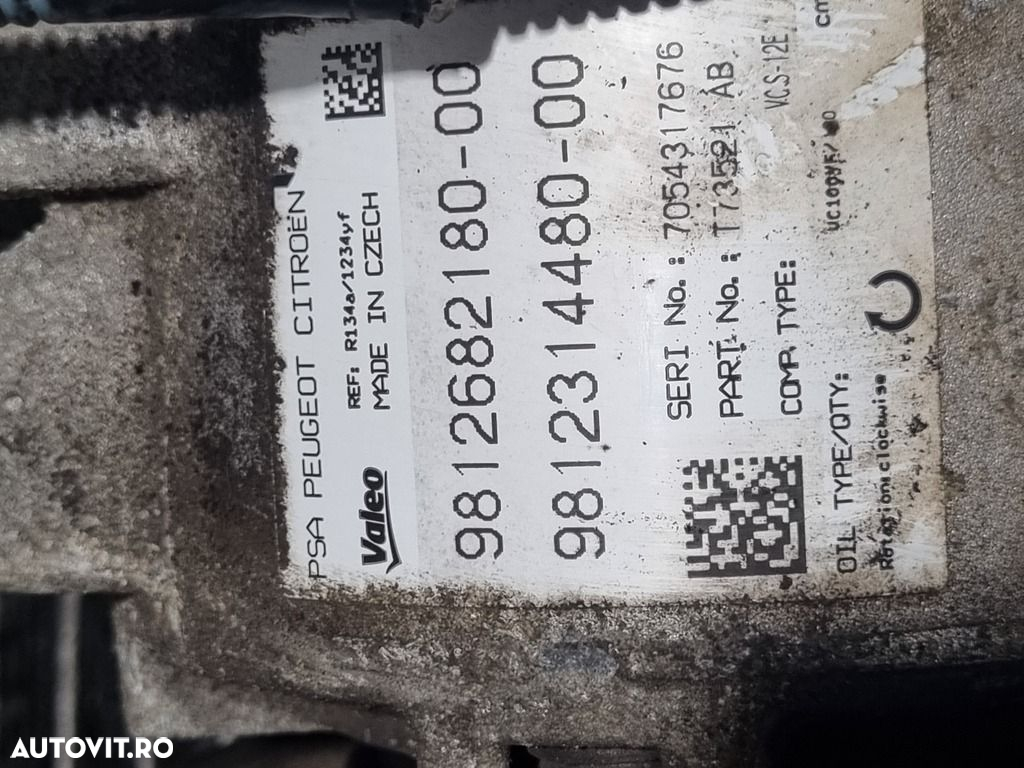 PSA PEUGEOT CITROËN
REF: R134a/1234yf
Valeo MADE IN CZECH
9812682180-00
9812314480-00
SERI No.: 7054317676
PART No.: T73521 AB
COMP. TYPE: VCS-12E
OIL TYPE/QTY:
Rotation:clockwise
AUTOVIT.RO